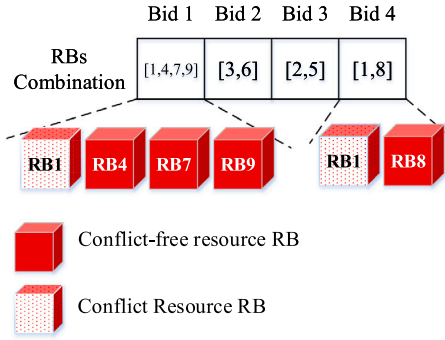 Bid 1 Bid 2 Bid 3 Bid 4
RBs
Combination
[1,4,7,9] [3,6] [2,5] [1,8]
RB1 RB4 RB7 RB9 RB1 RB8
Conflict-free resource RB
Conflict Resource RB